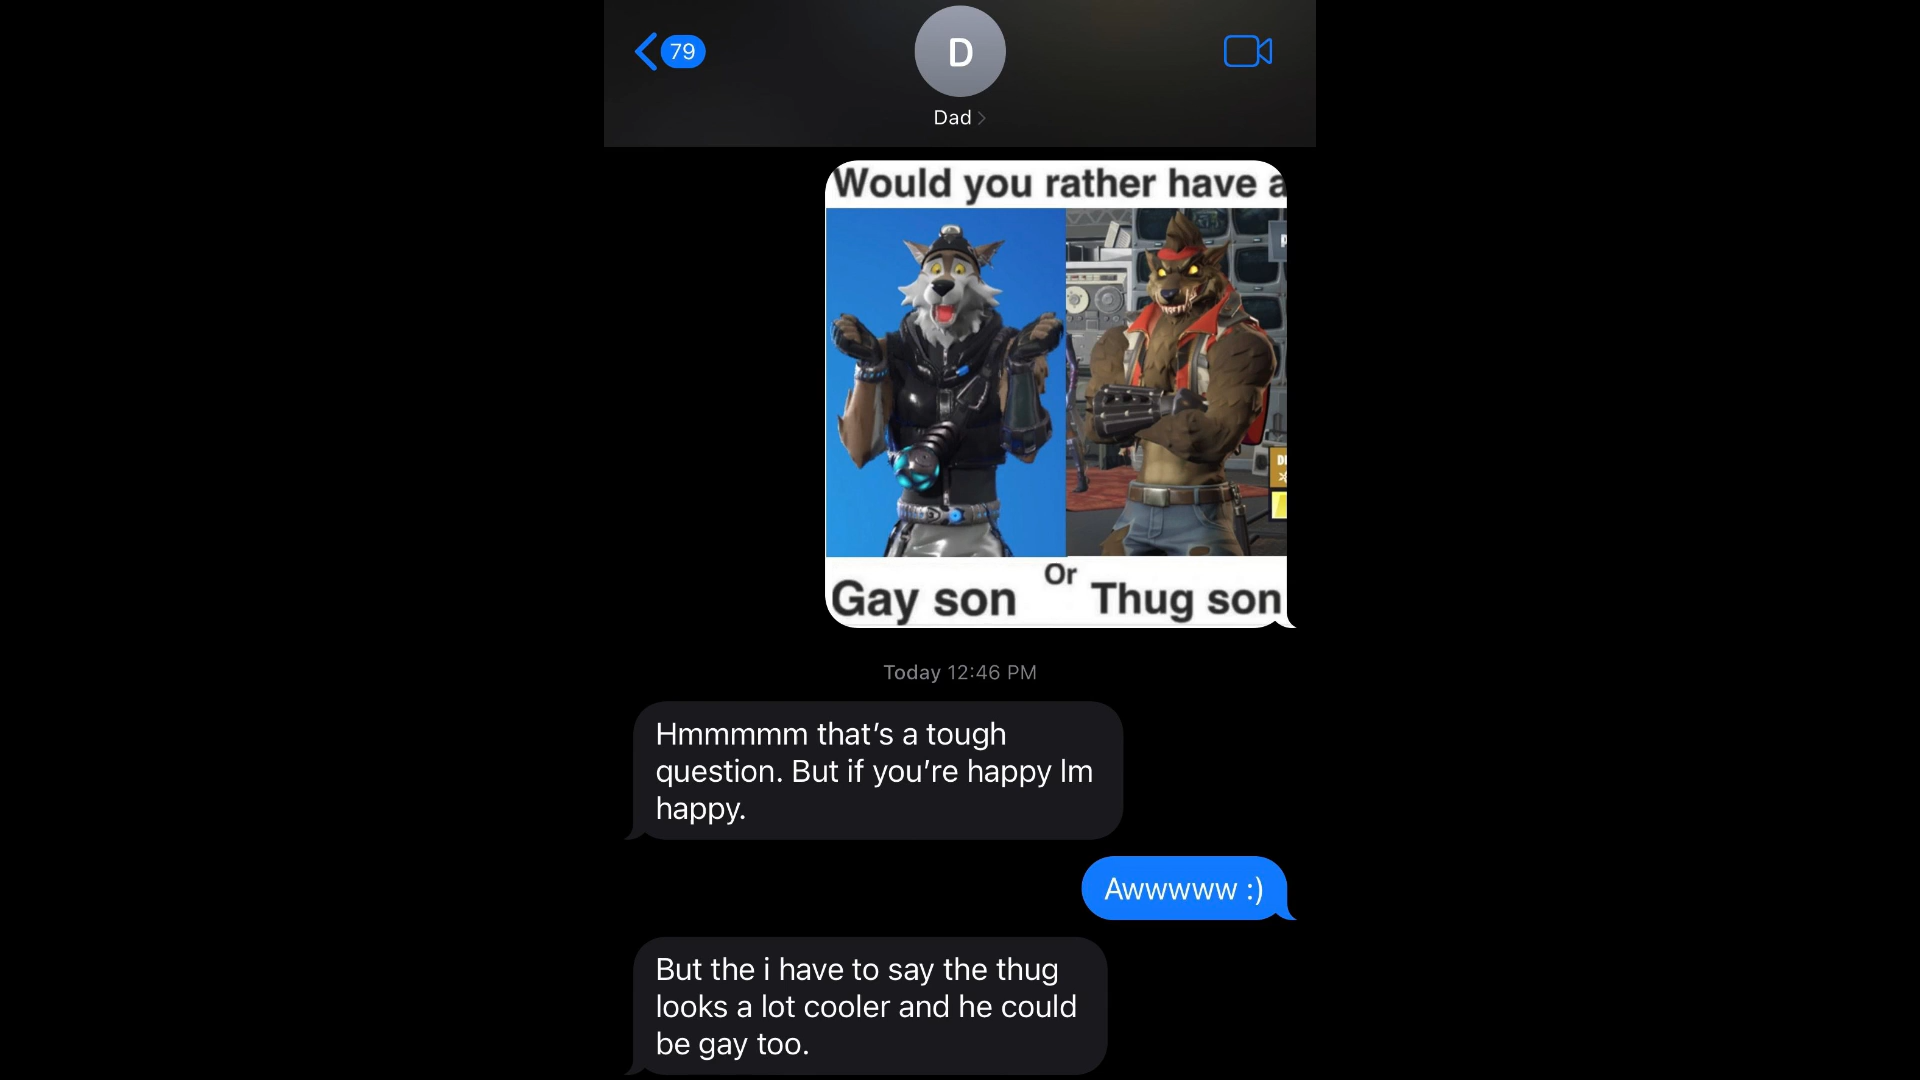 79
D
Dad
Would you rather have a
Or
Gay son
Thug son
Today 12:46 PM
Hmmmmm that’s a tough
question. But if you’re happy Im
happy.
Awwwww :)
But the i have to say the thug
looks a lot cooler and he could
be gay too.